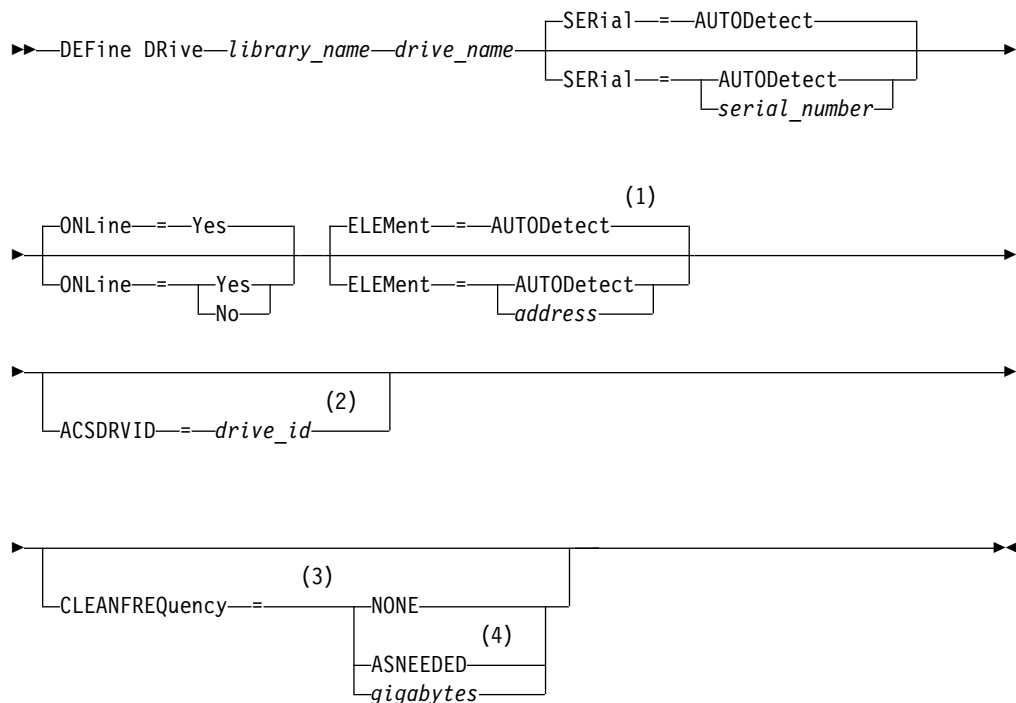 SERial = AUTODetect
DEFine DRive library_name drive_name
SERial = AUTODetect
serial_number
(1)
ONLine = Yes ELEMent = AUTODetect
ONLine = Yes ELEMent = AUTODetect
No address
(2)
ACSDRVID = drive_id
(3)
CLEANFREQuency = NONE
(4)
ASNEEDED
gigabytes